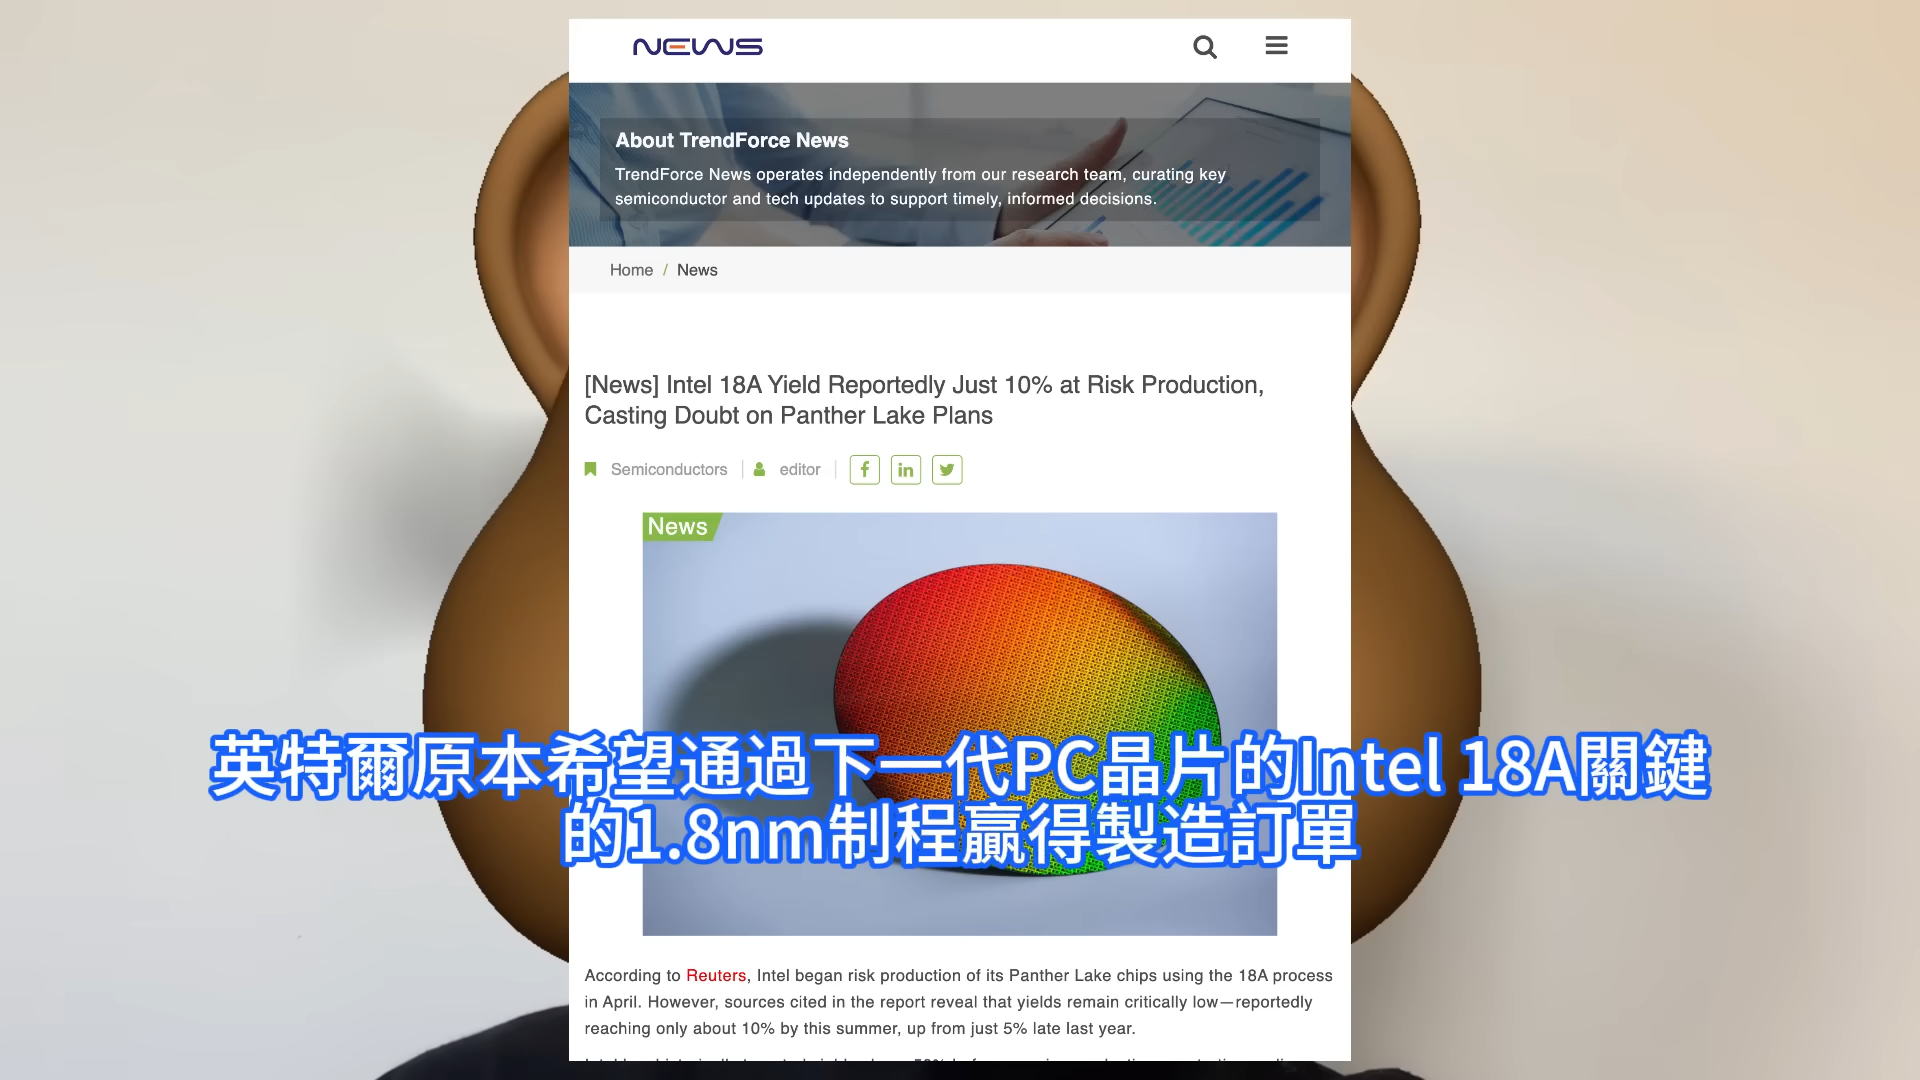 NEWS
About TrendForce News
TrendForce News operates independently from our research team, curating key
semiconductor and tech updates to support timely, informed decisions.
Home / News
[News] Intel 18A Yield Reportedly Just 10% at Risk Production,
Casting Doubt on Panther Lake Plans
Semiconductors editor
News
英特爾原本希望通過下一代PC晶片的Intel 18A關鍵
的1.8nm制程贏得製造訂單
According to Reuters, Intel began risk production of its Panther Lake chips using the 18A process
in April. However, sources cited in the report reveal that yields remain critically low—reportedly
reaching only about 10% by this summer, up from just 5% late last year.